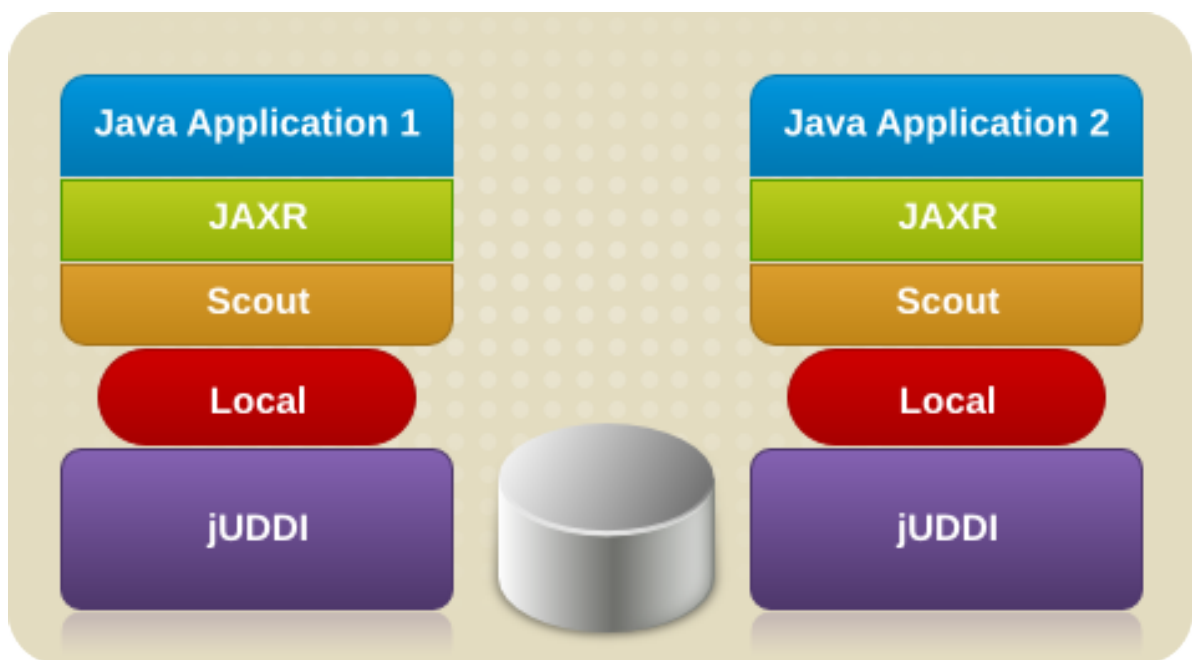 Java Application 1
JAXR
Scout
Local
jUDDI
Java Application 2
JAXR
Scout
Local
jUDDI